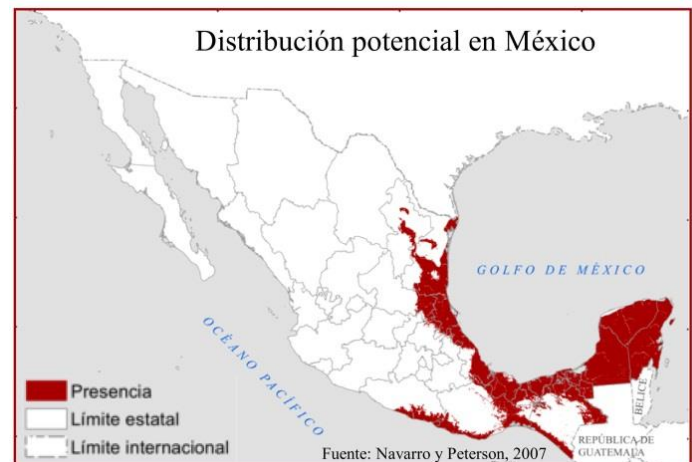 Distribución potencial en México
GOLFO DE MÉXICO
OCÉANO PACÍFICO
BELICE
REPÚBLICA DE
GUATEMALA
Presencia
Límite estatal
Límite internacional
Fuente: Navarro y Peterson, 2007